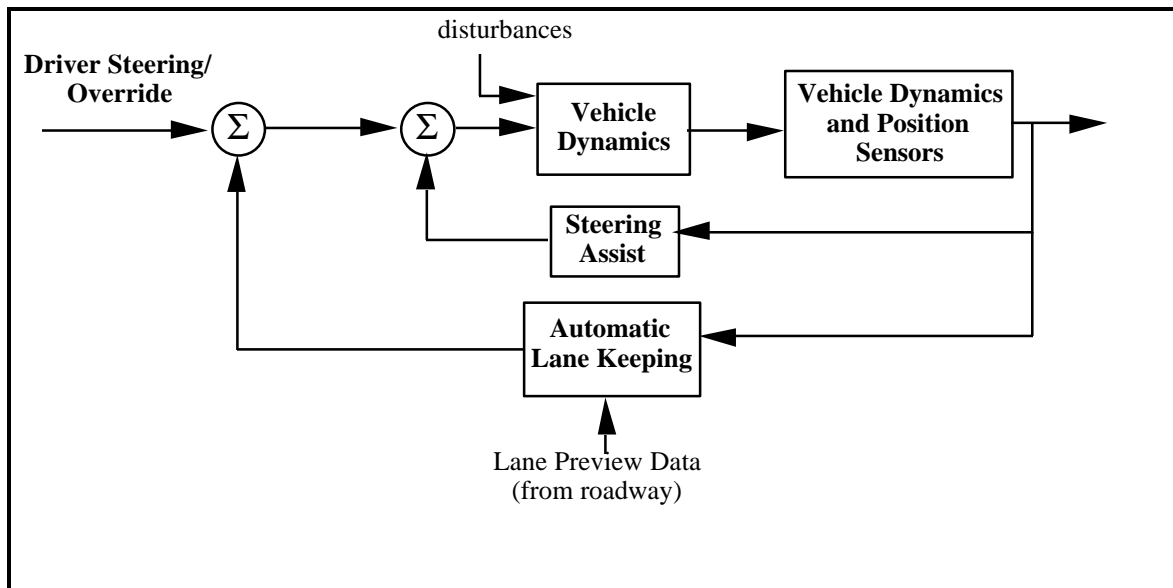 disturbances
Driver Steering/
Override
Σ
Σ
Vehicle
Dynamics
Vehicle Dynamics
and Position
Sensors
Steering
Assist
Automatic
Lane Keeping
Lane Preview Data
(from roadway)